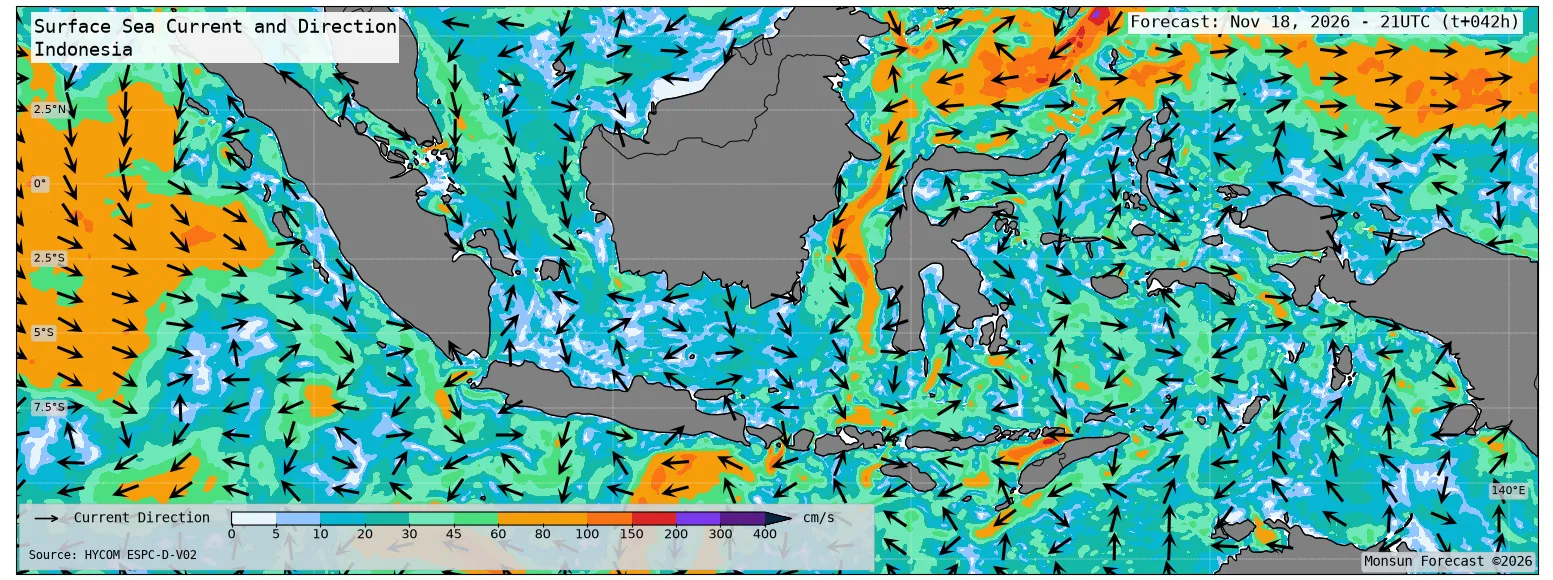 Surface Sea Current and Direction
Indonesia
Forecast: Nov 18, 2026 - 21UTC (t+042h)
2.5°N
0°
2.5°S
5°S
7.5°S
140°E
Current Direction
0 5 10 20 30 45 60 80 100 150 200 300 400 cm/s
Source: HYCOM ESPC-D-V02
Monsun Forecast ©2026